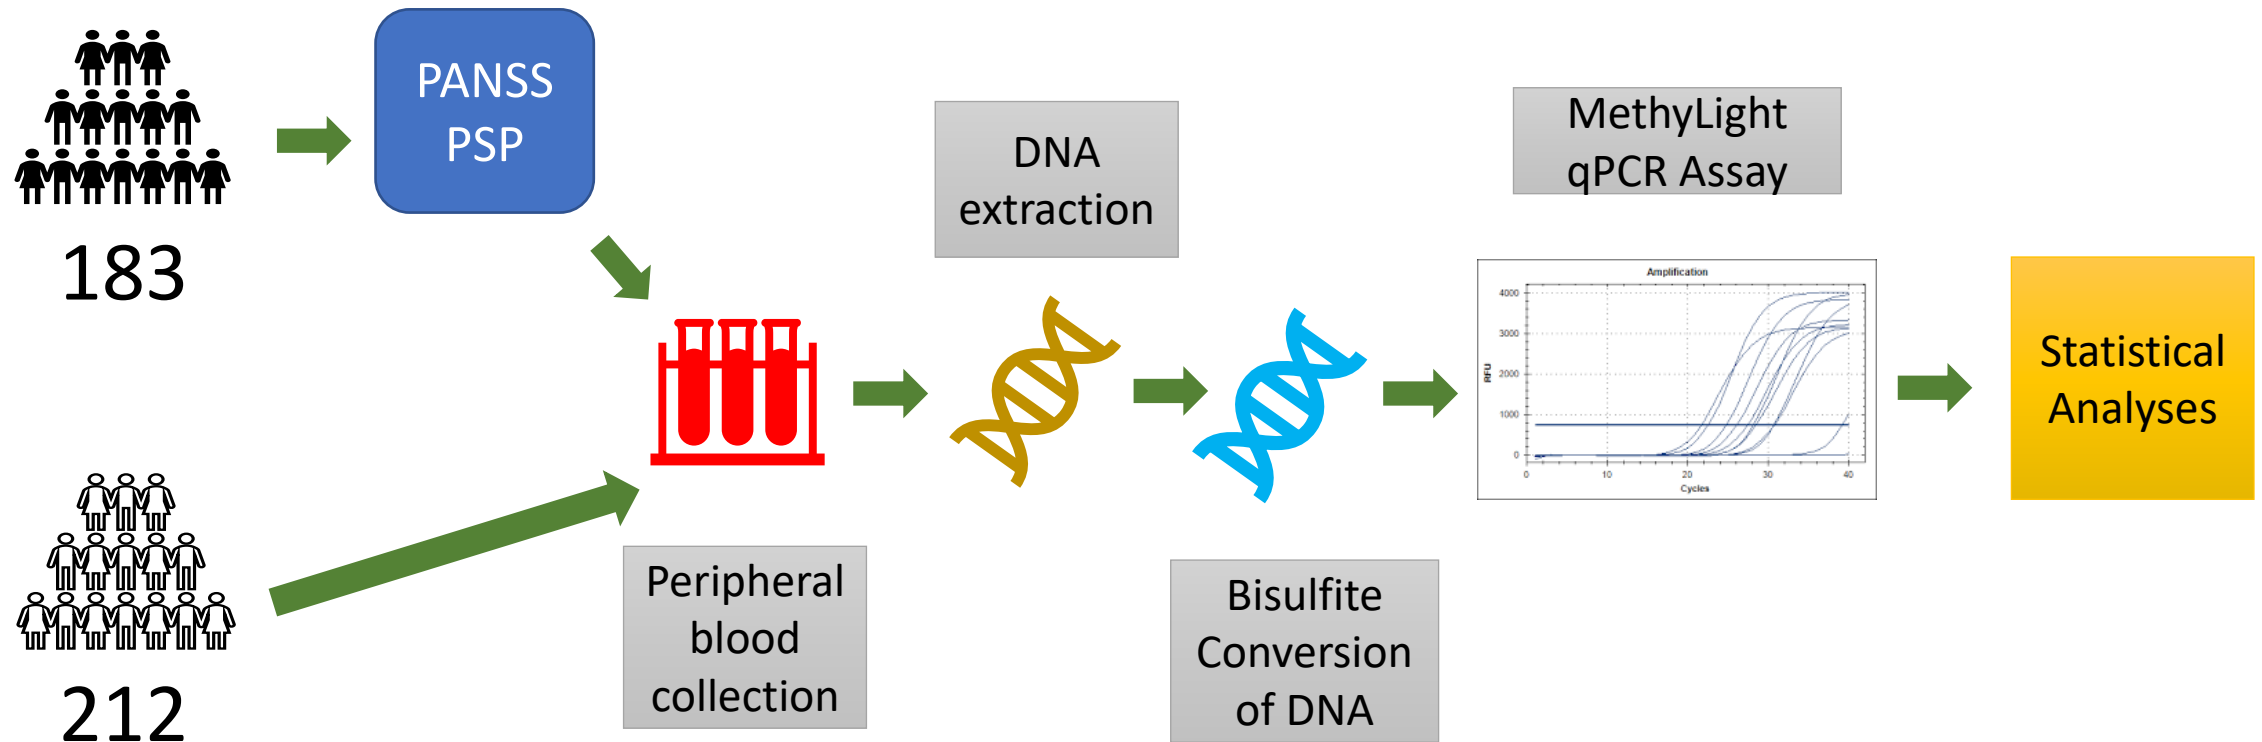 183
PANSS
PSP
212
Peripheral
blood
collection
DNA
extraction
Bisulfite
Conversion
of DNA
MethyLight
qPCR Assay
Amplification
4000
3000
2000
1000
0
RFU
0
10
20
30
40
Cycles
Statistical
Analyses